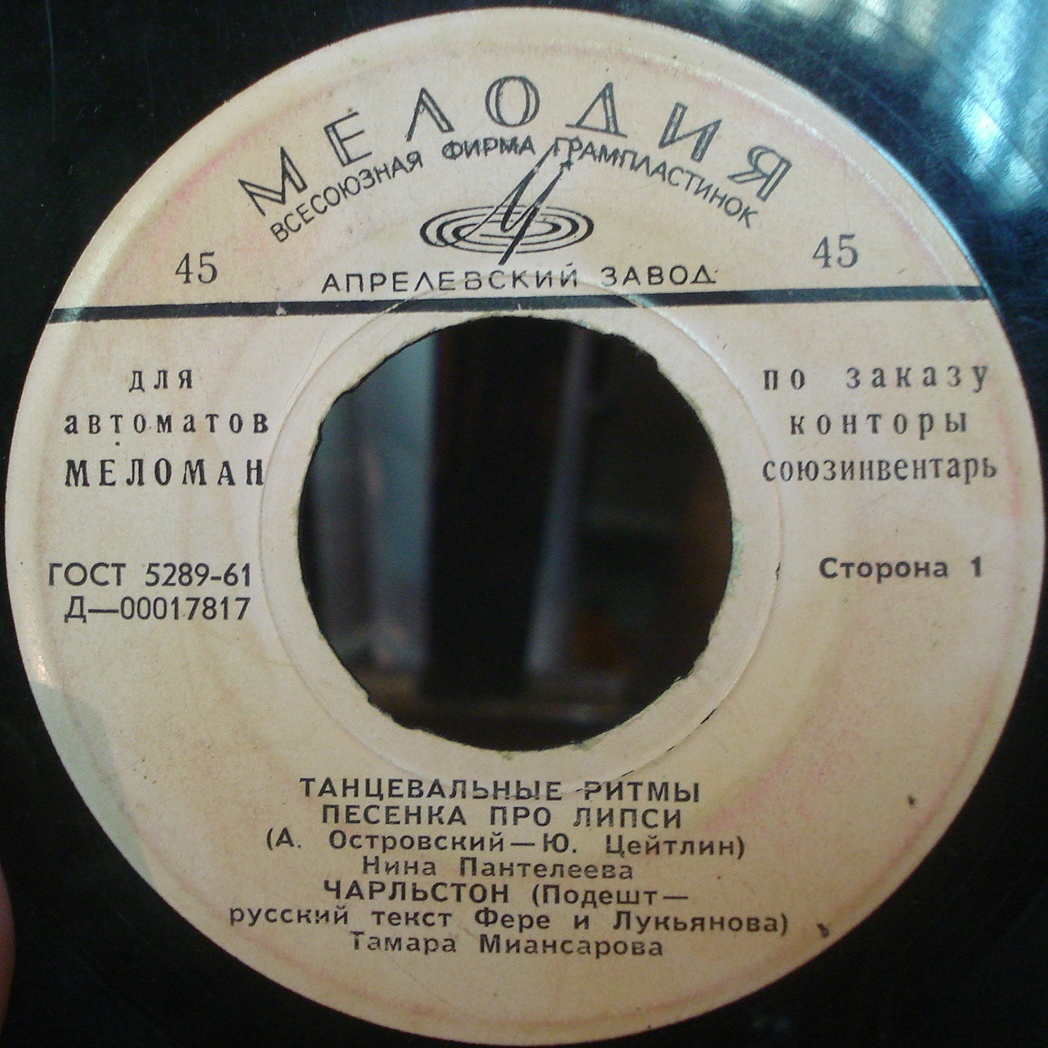 МЕЛОДИЯ
ВСЕСОЮЗНАЯ ФИРМА ГРАМПЛАСТИНОК
45
45
АПРЕЛЕВСКИЙ ЗАВОД
для
автоматов
МЕЛОМАН
по заказу
конторы
союзинвентарь
ГОСТ 5289-61
Д—00017817
Сторона 1
ТАНЦЕВАЛЬНЫЕ РИТМЫ
ПЕСЕНКА ПРО ЛИПСИ
(А. Островский—Ю. Цейтлин)
Нина Пантелеева
ЧАРЛЬСТОН (Подешт—
русский текст Фере и Лукьянова)
Тамара Миансарова